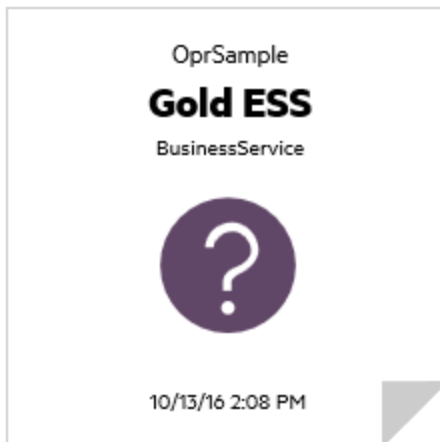 OprSample
Gold ESS
BusinessService
?
10/13/16 2:08 PM